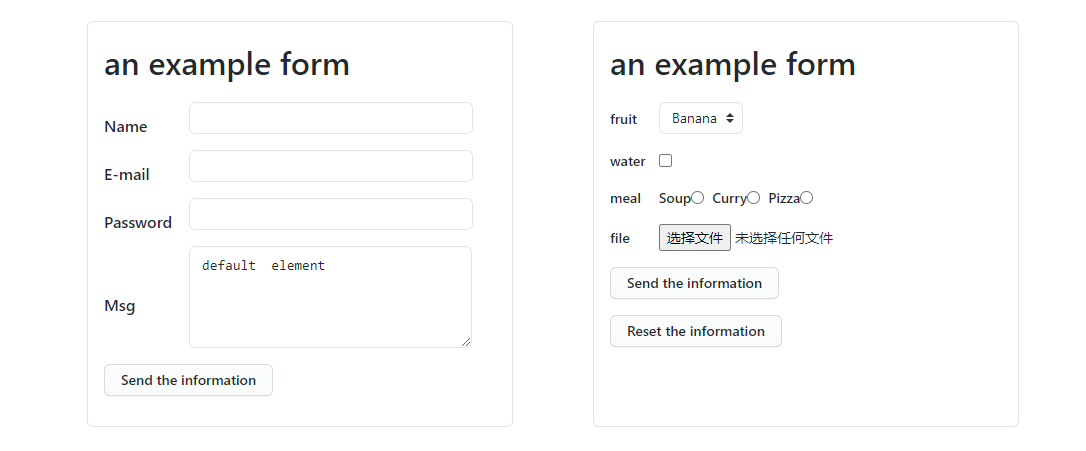 an example form
Name
E-mail
Password
Msg
default  element
Send the information
an example form
fruit Banana
water
meal Soup Curry Pizza
file 选择文件 未选择任何文件
Send the information
Reset the information